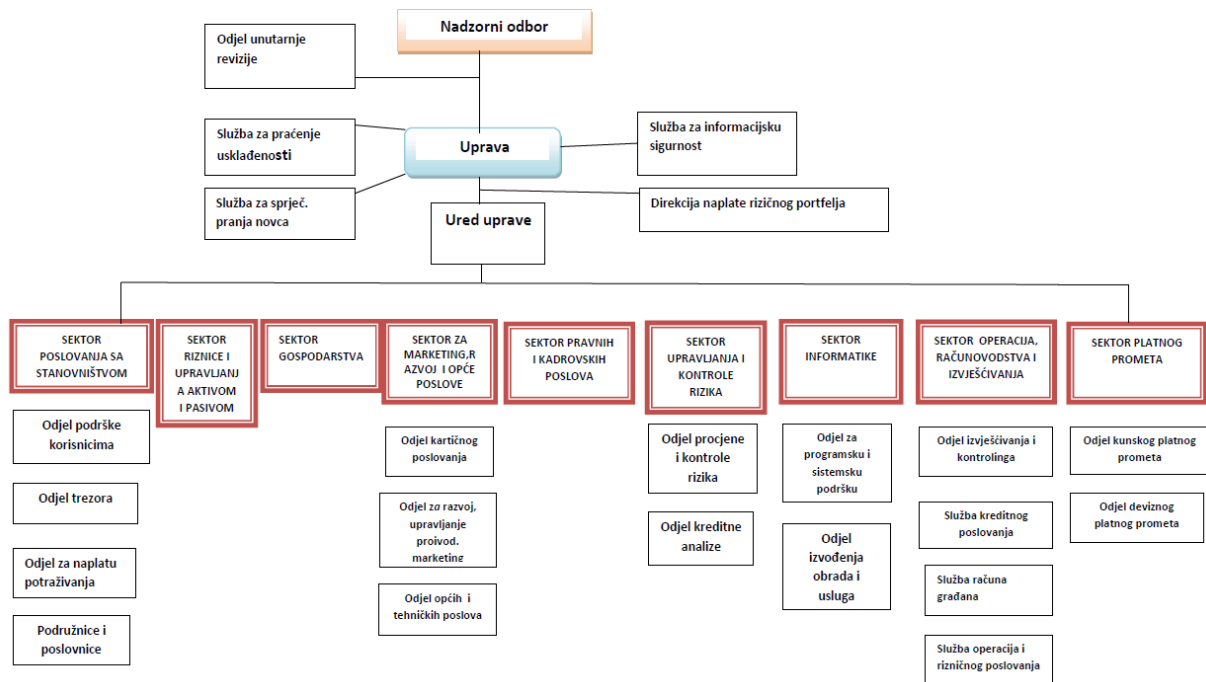 Nadzorni odbor
Odjel unutarnje
revizije
Služba za praćenje
usklađenosti
Uprava
Služba za informacijsku
sigurnost
Služba za sprječ.
pranja novca
Ured uprave
Direkcija naplate rizičnog portfelja
SEKTOR
POSLOVANJA SA
STANOVNIŠTVOM
SEKTOR
RIZNICE I
UPRAVLJANJ
A AKTIVOM
I PASIVOM
SEKTOR
GOSPODARSTVA
SEKTOR ZA
MARKETING,R
AZVOJ I OPĆE
POSLOVE
SEKTOR PRAVNIH
I KADROVSKIH
POSLOVA
SEKTOR
UPRAVLJANJA I
KONTROLE
RIZIKA
SEKTOR
INFORMATIKE
SEKTOR OPERACIJA,
RAČUNOVODSTVA I
IZVJEŠĆIVANJA
SEKTOR PLATNOG
PROMETA
Odjel podrške
korisnicima
Odjel trezora
Odjel za naplatu
potraživanja
Podružnice i
poslovnice
Odjel kartičnog
poslovanja
Odjel za razvoj,
upravljanje
proivod.
marketing
Odjel općih i
tehničkih poslova
Odjel procjene
i kontrole
rizika
Odjel kreditne
analize
Odjel za
programsku i
sistemsku
podršku
Odjel
izvođenja
obrada i
usluga
Odjel izvješćivanja i
kontrolinga
Služba kreditnog
poslovanja
Služba računa
građana
Služba operacija i
rizničnog poslovanja
Odjel kunskog platnog
prometa
Odjel deviznog
platnog prometa